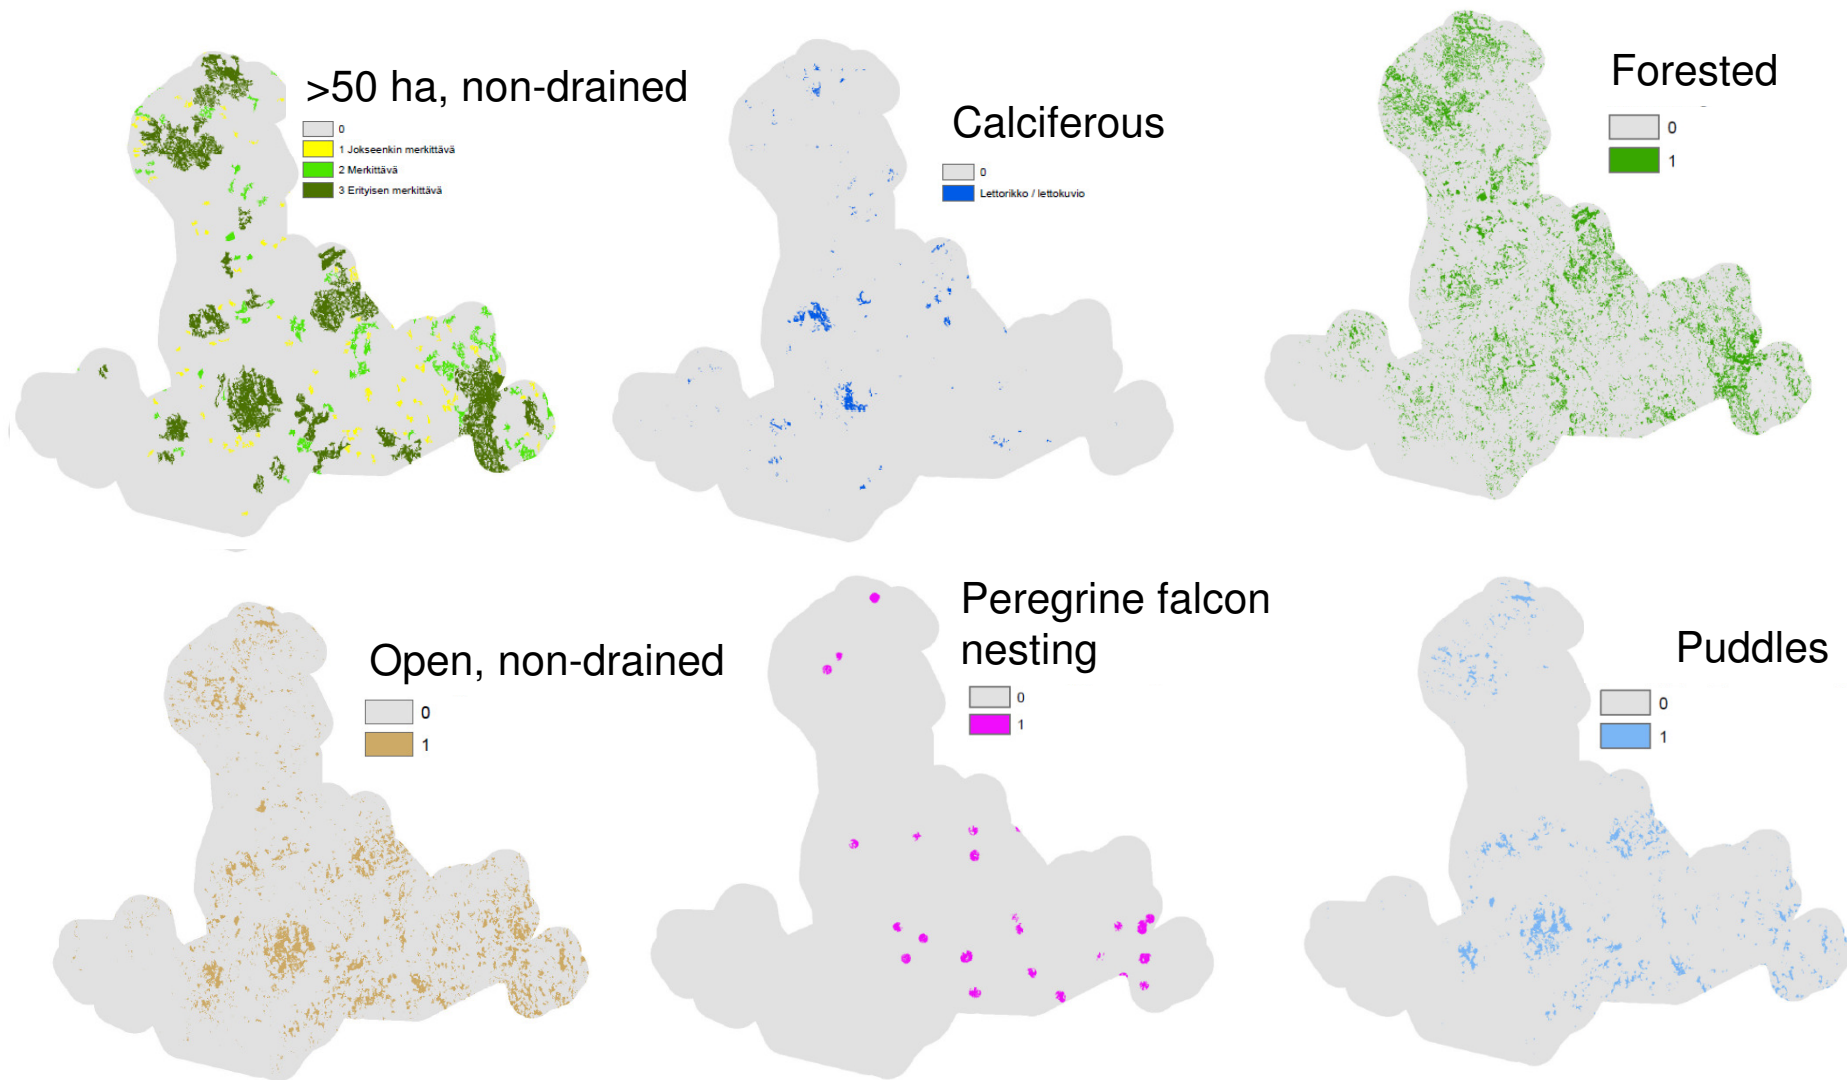 >50 ha, non-drained
0
1 Jokseenkin merkittävä
2 Merkittävä
3 Erityisen merkittävä
Calciferous
0
Lettorikko / lettokuvio
Forested
0
1
Open, non-drained
0
1
Peregrine falcon
nesting
0
1
Puddles
0
1